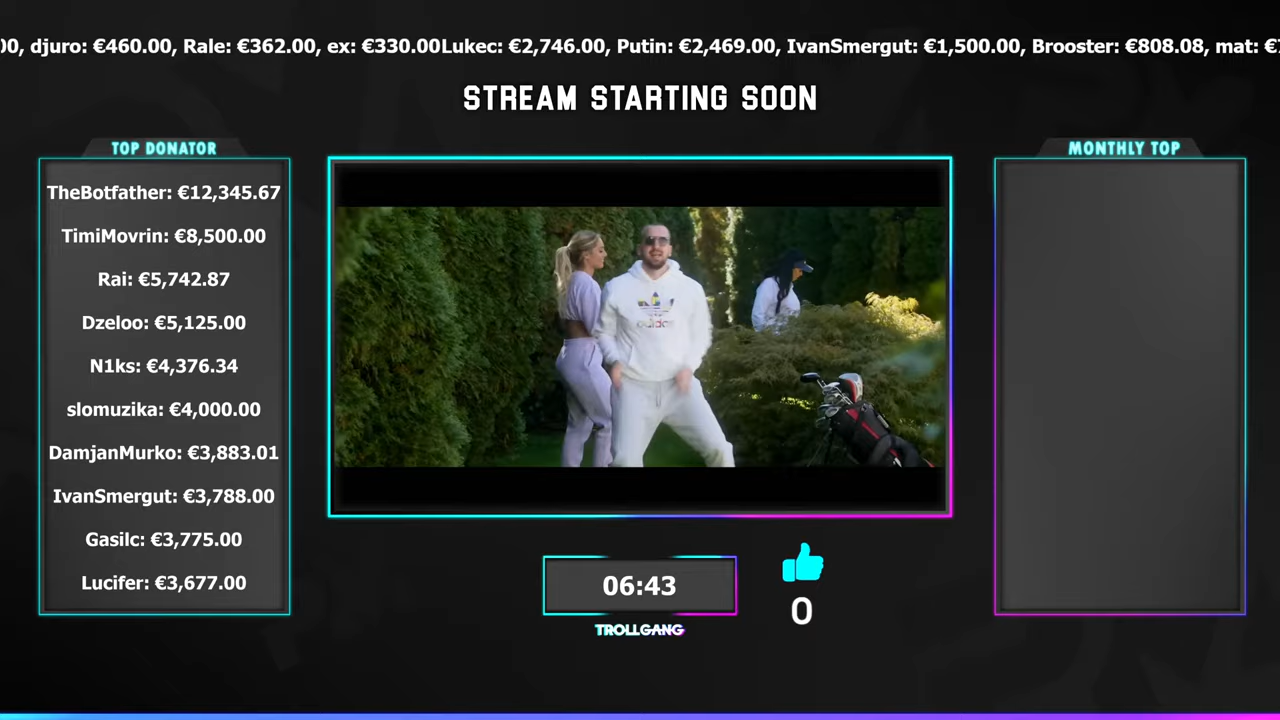 00, djuro: €460.00, Rale: €362.00, ex: €330.00Lukec: €2,746.00, Putin: €2,469.00, IvanSmergut: €1,500.00, Brooster: €808.08, mat: €
STREAM STARTING SOON
TOP DONATOR
TheBotfather: €12,345.67
TimiMovrin: €8,500.00
Rai: €5,742.87
Dzeloo: €5,125.00
N1ks: €4,376.34
slomuzika: €4,000.00
DamjanMurko: €3,883.01
IvanSmergut: €3,788.00
Gasilc: €3,775.00
Lucifer: €3,677.00
adidas
06:43
TROLLGANG
0
MONTHLY TOP